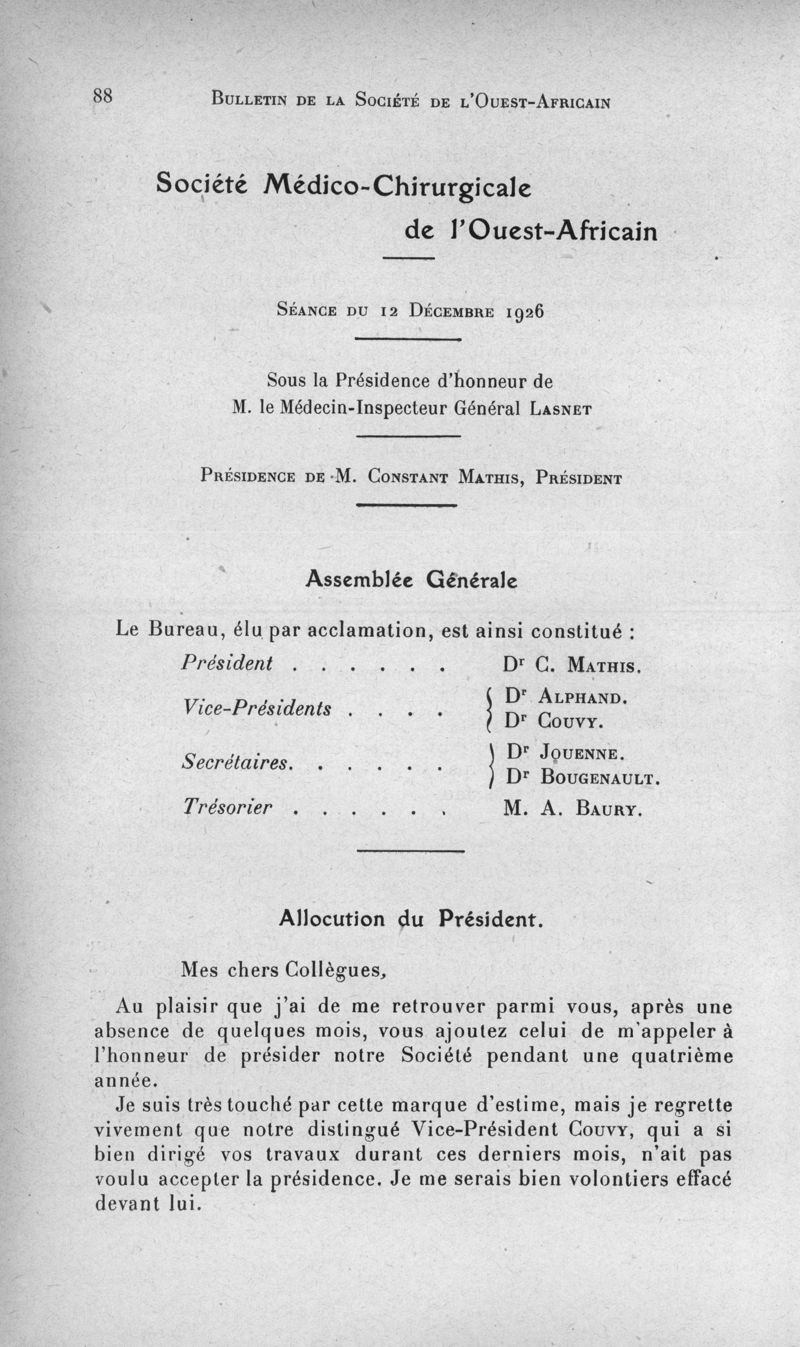 88 Bulletin de la Société de l'Ouest-Africain
Société Médico-Chirurgicale
de l'Ouest-Africain
Séance du 12 Décembre 1926
Sous la Présidence d'honneur de
M. le Médecin-Inspecteur Général Lasnet
Présidence de M. Constant Mathis, Président
Assemblée Générale
Le Bureau, élu par acclamation, est ainsi constitué :
Président . . . . . . Dr C. Mathis.
Vice-Présidents . . . . { Dr Alphand.
Dr Couvy.
Secrétaires. . . . . . } Dr Jouenne.
Dr Bougenault.
Trésorier . . . . . . M. A. Baury.
Allocution du Président.
Mes chers Collègues,
Au plaisir que j'ai de me retrouver parmi vous, après une
absence de quelques mois, vous ajoutez celui de m'appeler à
l'honneur de présider notre Société pendant une quatrième
année.
Je suis très touché par cette marque d'estime, mais je regrette
vivement que notre distingué Vice-Président Couvy, qui a si
bien dirigé vos travaux durant ces derniers mois, n'ait pas
voulu accepter la présidence. Je me serais bien volontiers effacé
devant lui.